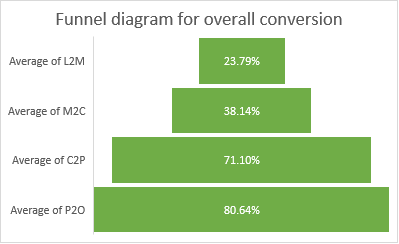 Funnel diagram for overall conversion
Average of L2M
23.79%
Average of M2C
38.14%
Average of C2P
71.10%
Average of P2O
80.64%